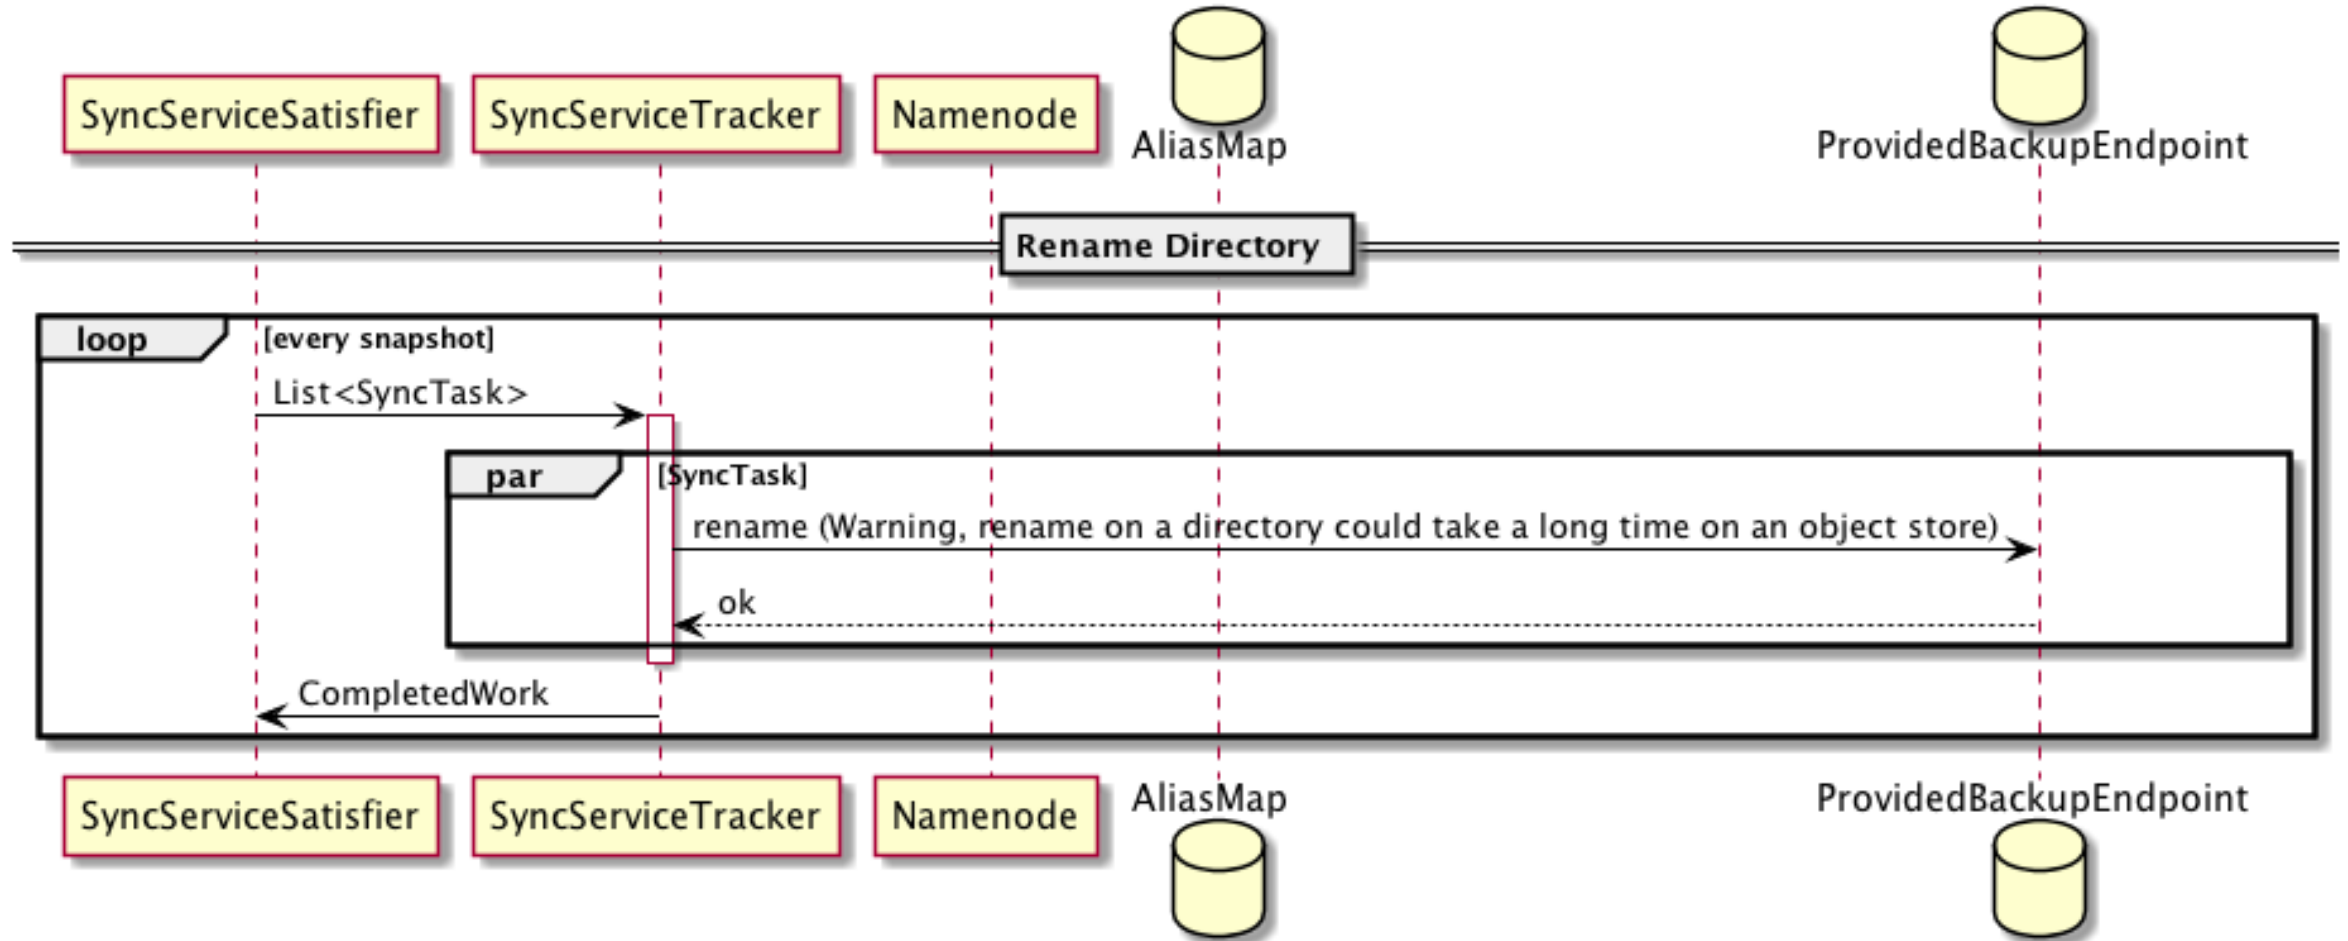 SyncServiceSatisfier
SyncServiceTracker
Namenode
AliasMap
ProvidedBackupEndpoint
Rename Directory
loop
[every snapshot]
List<SyncTask>
par
[SyncTask]
rename (Warning, rename on a directory could take a long time on an object store)
ok
CompletedWork
SyncServiceSatisfier
SyncServiceTracker
Namenode
AliasMap
ProvidedBackupEndpoint